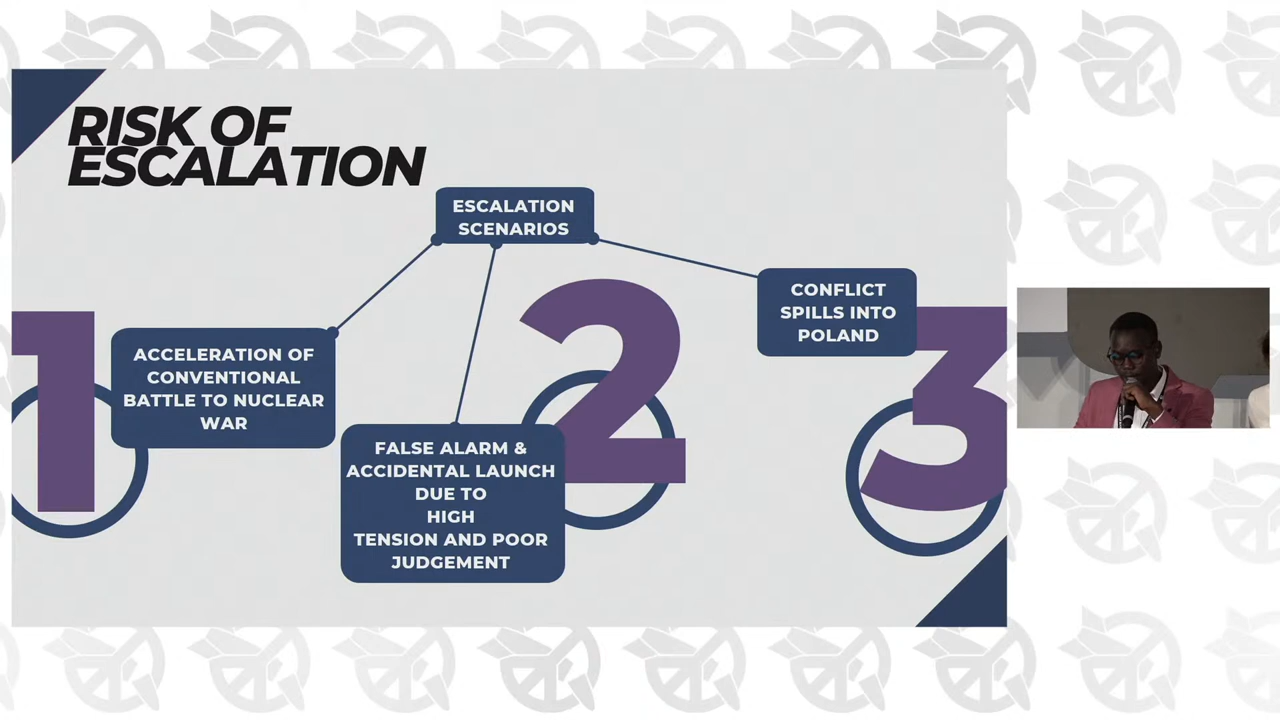 RISK OF
ESCALATION
ESCALATION
SCENARIOS
1
ACCELERATION OF
CONVENTIONAL
BATTLE TO NUCLEAR
WAR
2
FALSE ALARM &
ACCIDENTAL LAUNCH
DUE TO
HIGH
TENSION AND POOR
JUDGEMENT
3
CONFLICT
SPILLS INTO
POLAND